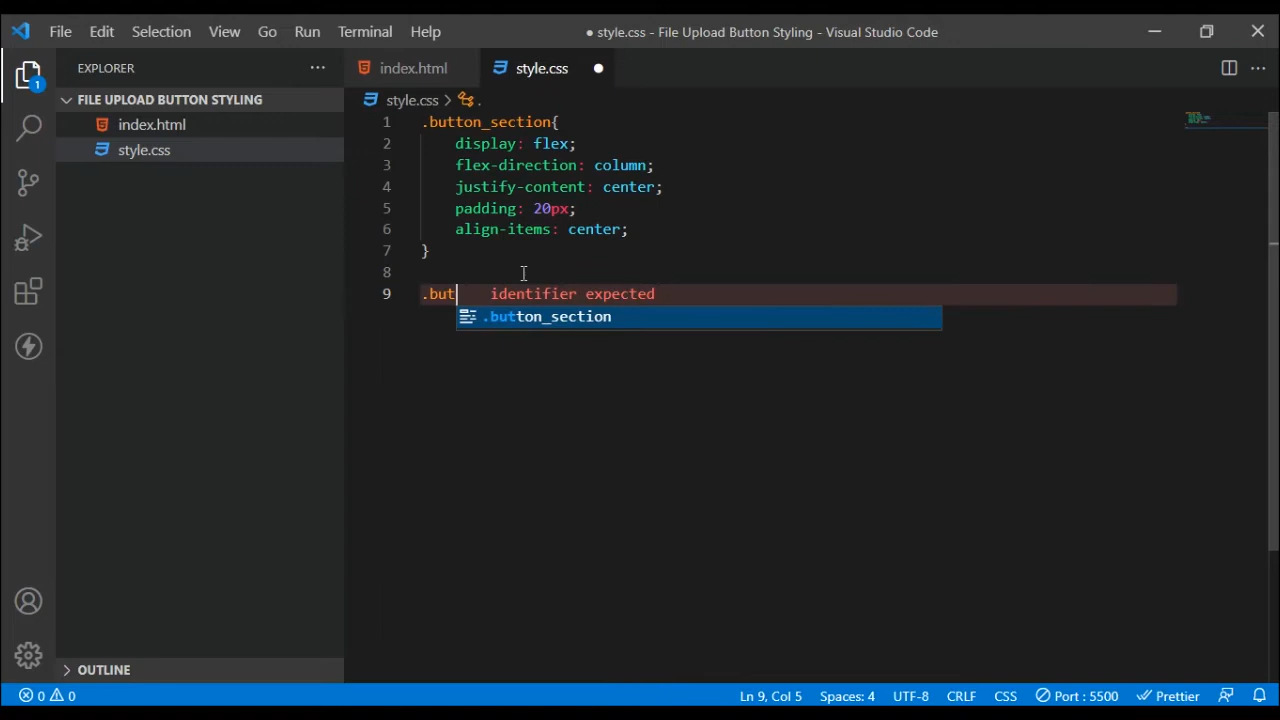 File Edit Selection View Go Run Terminal Help ● style.css - File Upload Button Styling - Visual Studio Code
EXPLORER ...
index.html style.css ●
1
FILE UPLOAD BUTTON STYLING
style.css > .
index.html
style.css
1 .button_section{
2 display: flex;
3 flex-direction: column;
4 justify-content: center;
5 padding: 20px;
6 align-items: center;
7 }
8
9 .but identifier expected
.button_section
OUTLINE
0 0 Ln 9, Col 5 Spaces: 4 UTF-8 CRLF CSS Port : 5500 Prettier